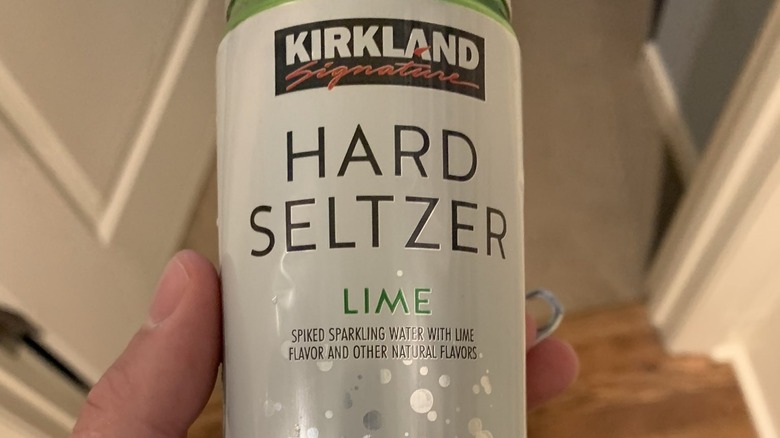 KIRKLAND
Signature
HARD
SELTZER
LIME
SPIKED SPARKLING WATER WITH LIME
FLAVOR AND OTHER NATURAL FLAVORS